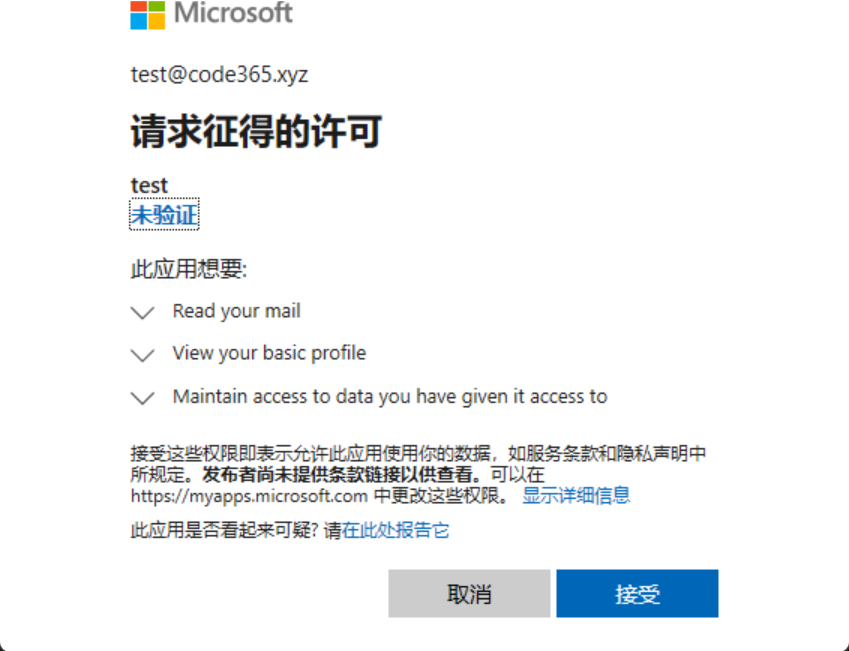 Microsoft
test@code365.xyz
请求征得的许可
test
未验证
此应用想要:
Read your mail
View your basic profile
Maintain access to data you have given it access to
接受这些权限即表示允许此应用使用你的数据，如服务条款和隐私声明中
所规定。发布者尚未提供条款链接以供查看。可以在
https://myapps.microsoft.com 中更改这些权限。 显示详细信息
此应用是否看起来可疑? 请在此处报告它
取消
接受